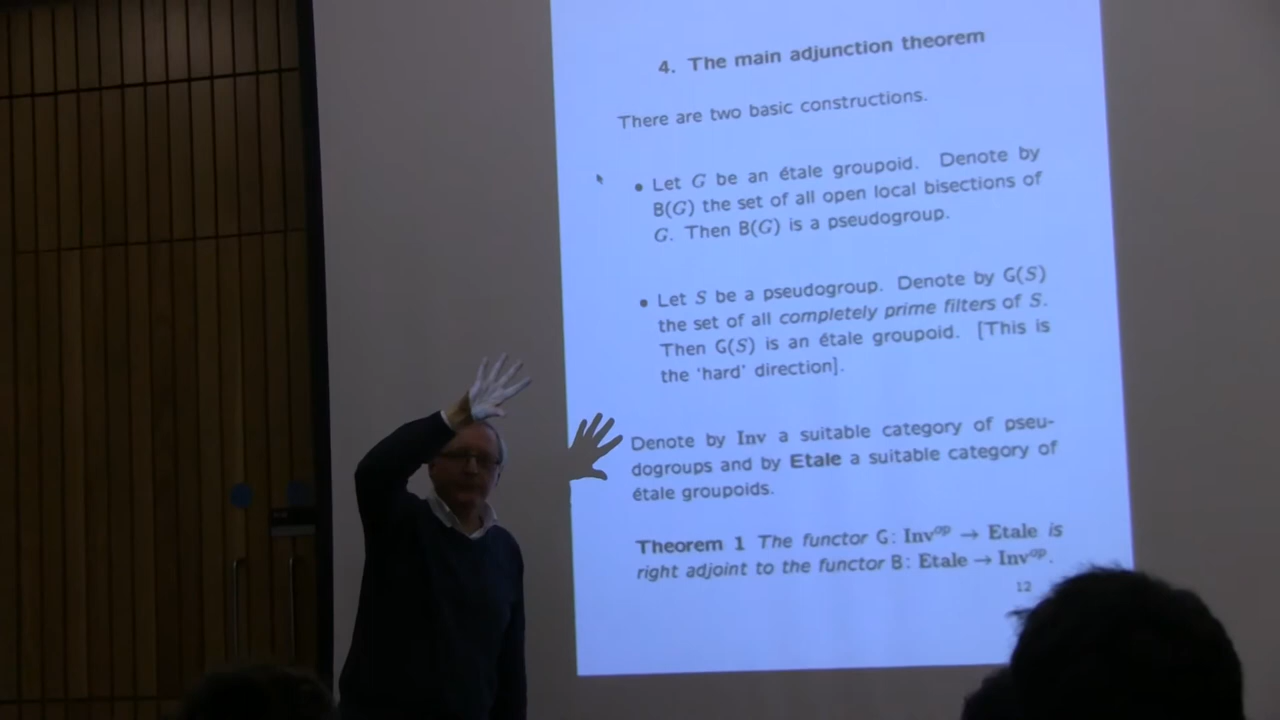 4. The main adjunction theorem
There are two basic constructions.
• Let G be an étale groupoid. Denote by
B(G) the set of all open local bisections of
G. Then B(G) is a pseudogroup.
• Let S be a pseudogroup. Denote by G(S)
the set of all completely prime filters of S.
Then G(S) is an étale groupoid. [This is
the 'hard' direction].
Denote by Inv a suitable category of pseu-
dogroups and by Etale a suitable category of
étale groupoids.
Theorem 1 The functor G: Inv^op → Etale is
right adjoint to the functor B: Etale → Inv^op.
12